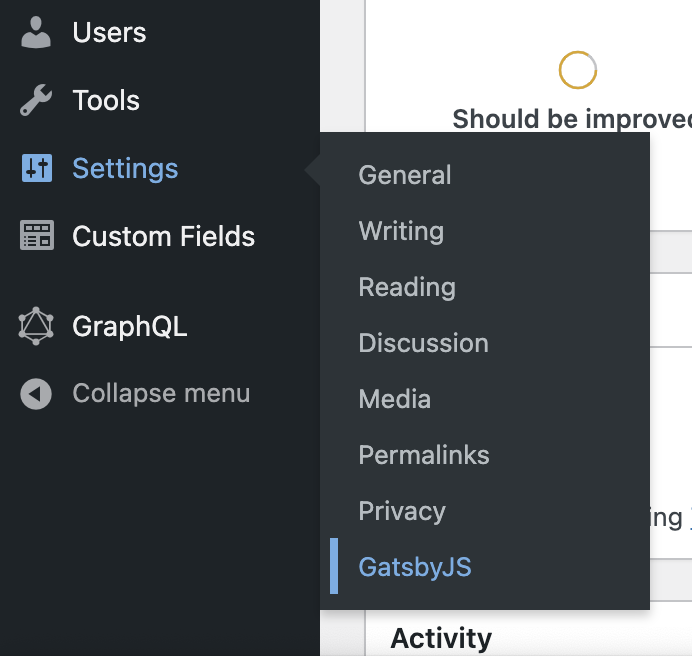 Users
Tools
Settings
Custom Fields
GraphQL
Collapse menu
Should be improve
General
Writing
Reading
Discussion
Media
Permalinks
Privacy
GatsbyJS
ing
Activity